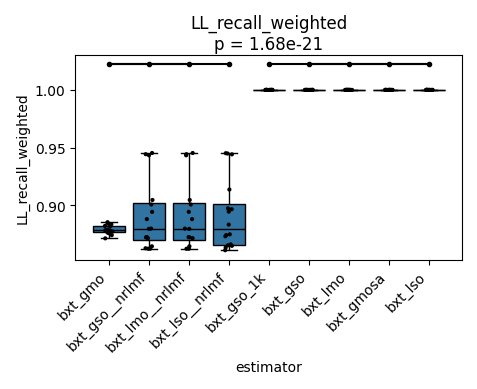 LL_recall_weighted
p = 1.68e-21
LL_recall_weighted
1.00
0.95
0.90
bxt_gmo
bxt_gso__nrlmf
bxt_lmo__nrlmf
bxt_lso__nrlmf
bxt_gso_1k
bxt_gso
bxt_lmo
bxt_gmosa
bxt_lso
estimator